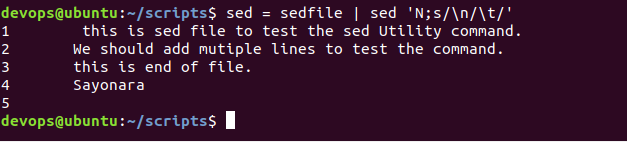 devops@ubuntu:~/scripts$ sed = sedfile | sed 'N;s/\n/\t/'
1        this is sed file to test the sed Utility command.
2       We should add mutiple lines to test the command.
3       this is end of file.
4       Sayonara
5
devops@ubuntu:~/scripts$